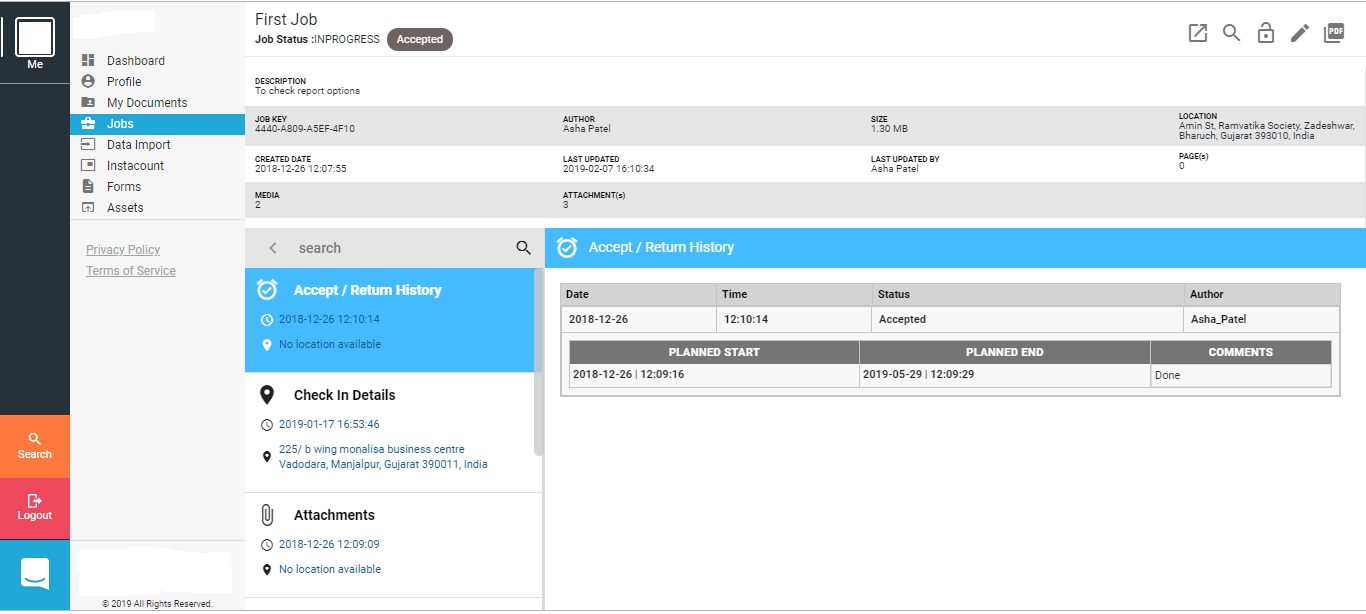 Me
Search
Logout
Dashboard
Profile
My Documents
Jobs
Data Import
Instacount
Forms
Assets
Privacy Policy
Terms of Service
© 2019 All Rights Reserved.
First Job
Job Status :INPROGRESS Accepted
PDF
DESCRIPTION
To check report options
JOB KEY
4440-A809-A5EF-4F10
AUTHOR
Asha Patel
SIZE
1.30 MB
LOCATION
Amin St, Ramvatika Society, Zadeshwar,
Bharuch, Gujarat 393010, India
CREATED DATE
2018-12-26 12:07:55
LAST UPDATED
2019-02-07 16:10:34
LAST UPDATED BY
Asha Patel
PAGE(s)
0
MEDIA
2
ATTACHMENT(s)
3
search
Accept / Return History
2018-12-26 12:10:14
No location available
Check In Details
2019-01-17 16:53:46
225/ b wing monalisa business centre
Vadodara, Manjalpur, Gujarat 390011, India
Attachments
2018-12-26 12:09:09
No location available
Accept / Return History
Date Time Status Author
2018-12-26 12:10:14 Accepted Asha_Patel
PLANNED START PLANNED END COMMENTS
2018-12-26 | 12:09:16 2019-05-29 | 12:09:29 Done